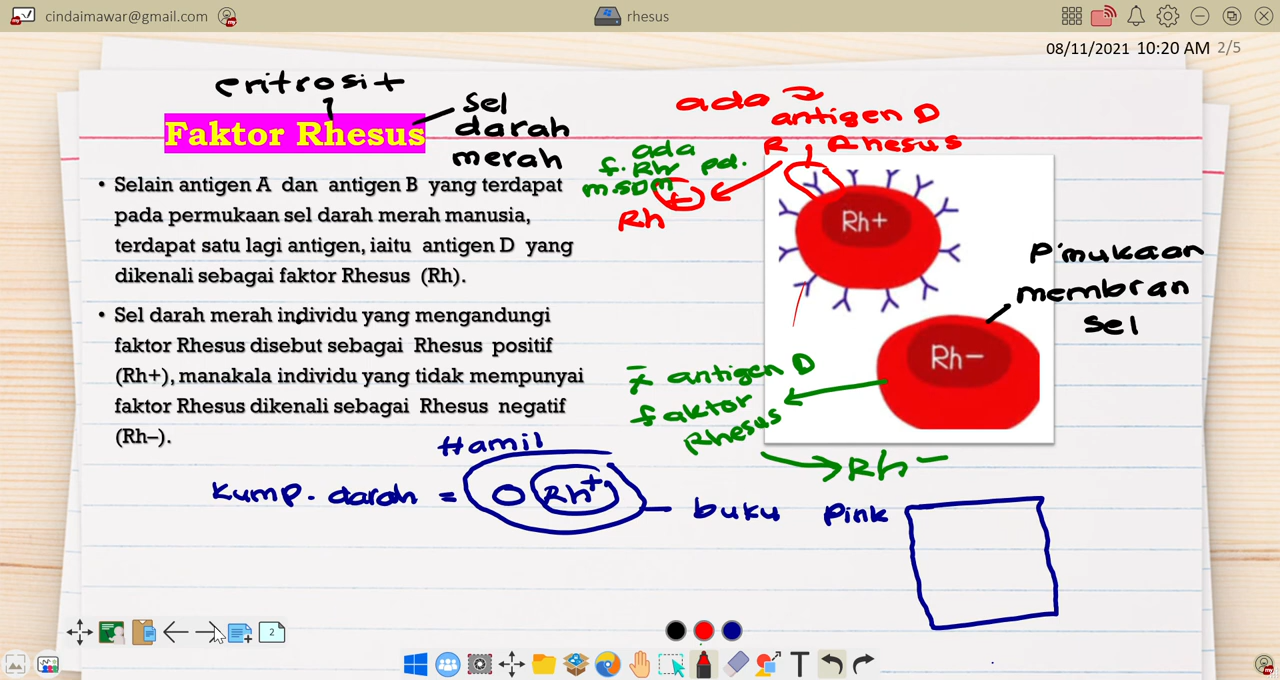 cindaimawar@gmail.com
rhesus
08/11/2021 10:20 AM 2/5
eritrosit
Faktor Rhesus
sel
darah
merah
• Selain antigen A dan antigen B yang terdapat
pada permukaan sel darah merah manusia,
terdapat satu lagi antigen, iaitu antigen D yang
dikenali sebagai faktor Rhesus (Rh).
• Sel darah merah individu yang mengandungi
faktor Rhesus disebut sebagai Rhesus positif
(Rh+), manakala individu yang tidak mempunyai
faktor Rhesus dikenali sebagai Rhesus negatif
(Rh–).
ada
antigen D
Rhesus
ada
f. Rh pd.
m.SDM
Rh +
Rh+
P'mukaan
membran
sel
Rh–
x antigen D
faktor
Rhesus
Rh –
Hamil
Kump. darah = O Rh+ – buku Pink
2